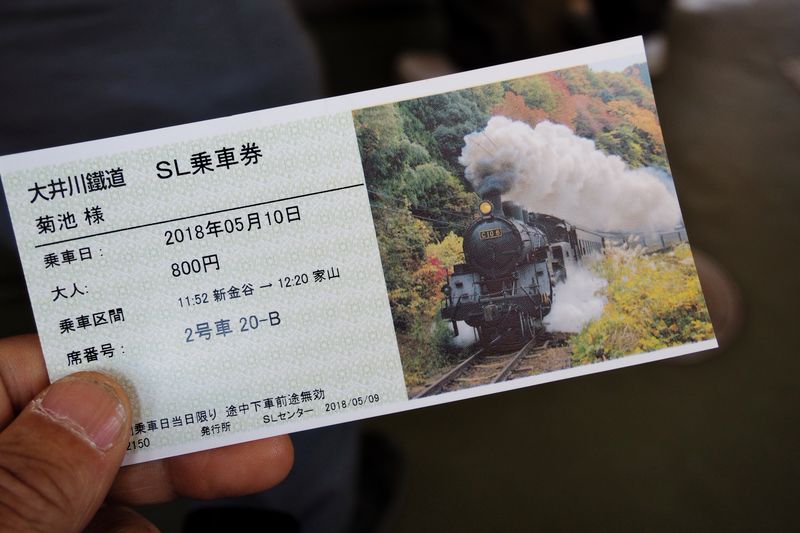 大井川鐵道 SL乗車券
菊池 様
乗車日: 2018年05月10日
大人: 800円
乗車区間 11:52 新金谷 → 12:20 家山
席番号: 2号車 20-B
乗車日当日限り 途中下車前途無効
2150 発行所 SLセンター 2018/05/09
C10 8